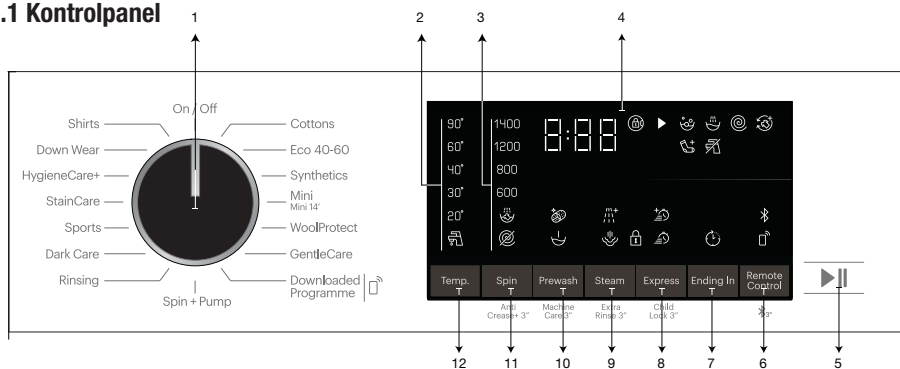 .1 Kontrolpanel
1
2
3
4
On / Off
Shirts
Cottons
Down Wear
Eco 40-60
HygieneCare+
Synthetics
StainCare
Mini
Mini 14'
Sports
WoolProtect
Dark Care
GentleCare
Rinsing
Downloaded
Programme
Spin + Pump
90° 1400 8:88
60° 1200
40° 800
30° 600
20°
Temp. Spin Prewash Steam Express Ending In Remote
Control
Anti
Crease+ 3"
Machine
Care 3"
Extra
Rinse 3"
Child
Lock 3"
3"
12
11
10
9
8
7
6
5